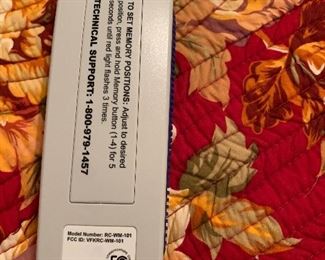 TO SET MEMORY POSITIONS: Adjust to desired
position, press and hold Memory button (1-4) for 5
seconds until red light flashes 3 times.
TECHNICAL SUPPORT: 1-800-979-1457
Model Number: RC-WM-101
FCC ID: VFKRC-WM-101
FC